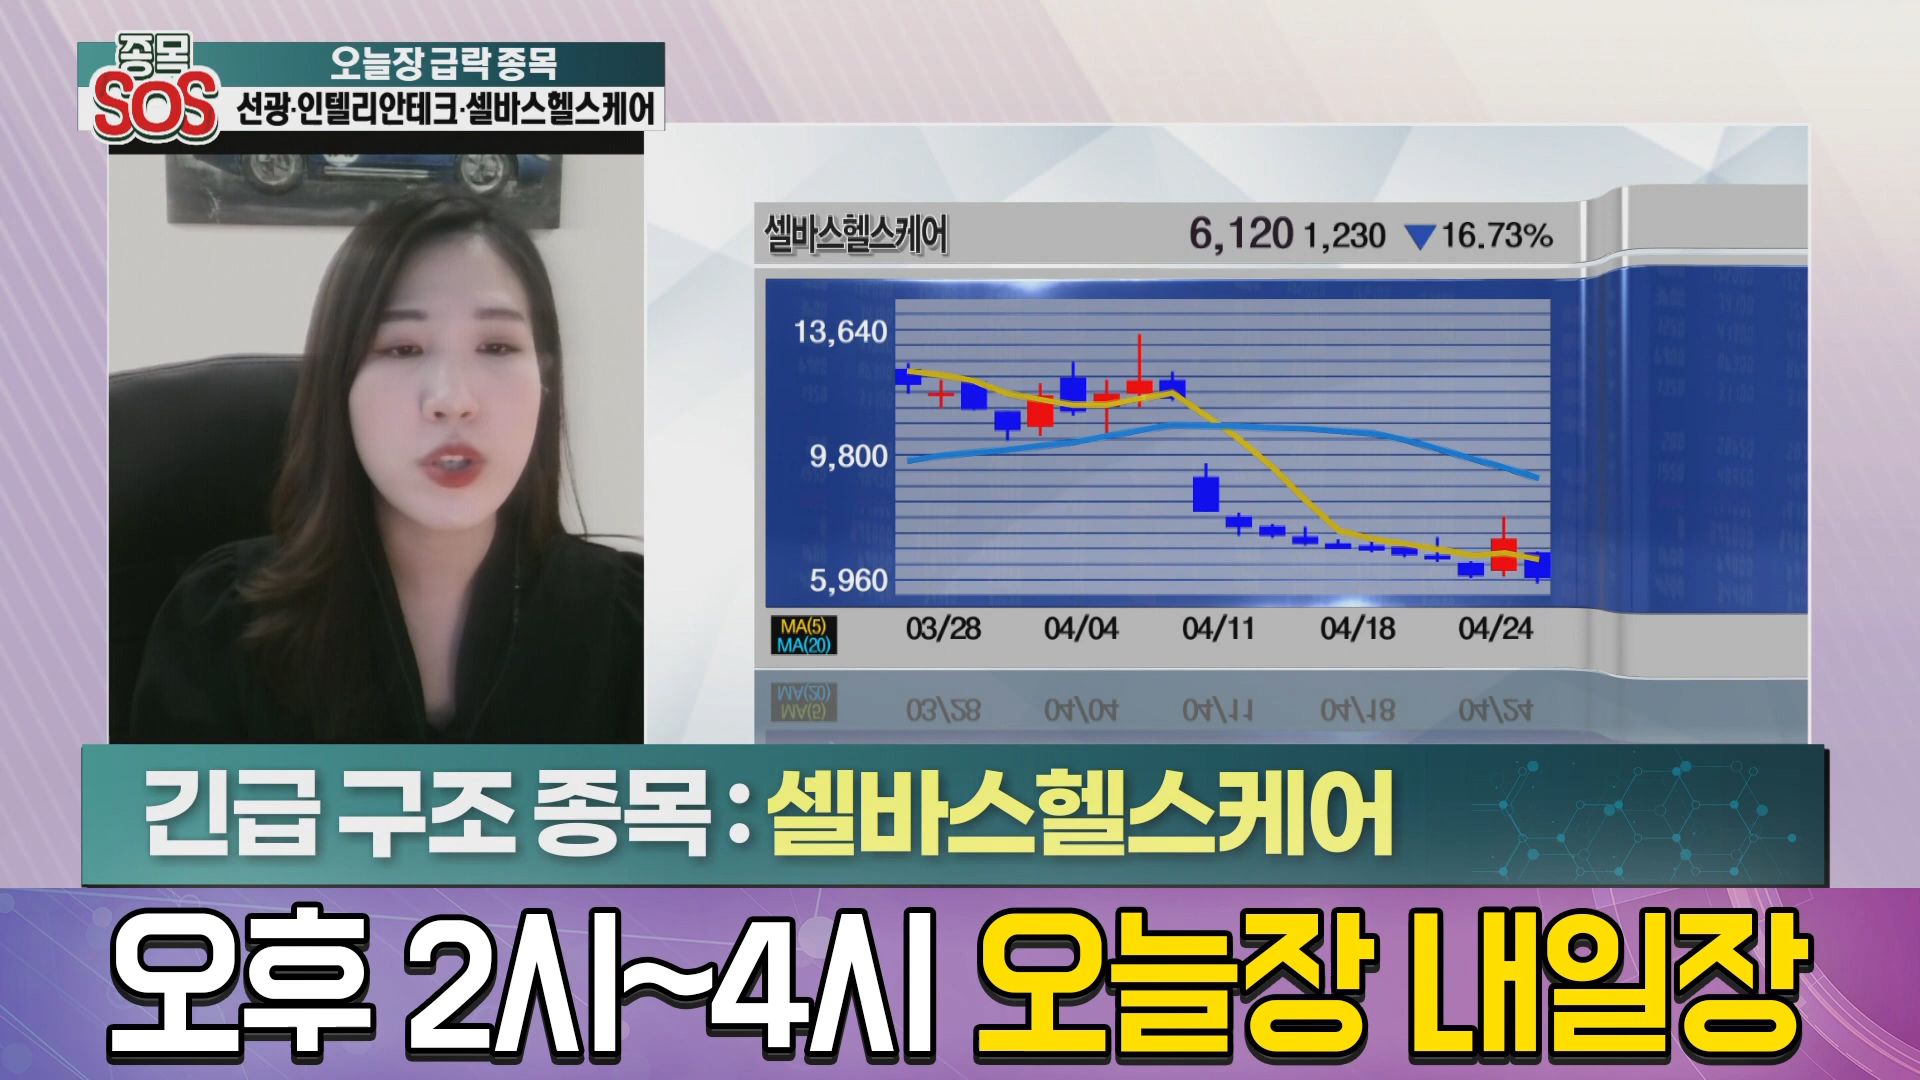 종목
SOS
오늘장 급락 종목
선광·인텔리안테크·셀바스헬스케어
셀바스헬스케어 6,120 1,230 ▼16.73%
13,640
9,800
5,960
MA(5)
MA(20)
03/28 04/04 04/11 04/18 04/24
긴급 구조 종목 : 셀바스헬스케어
오후 2시~4시 오늘장 내일장